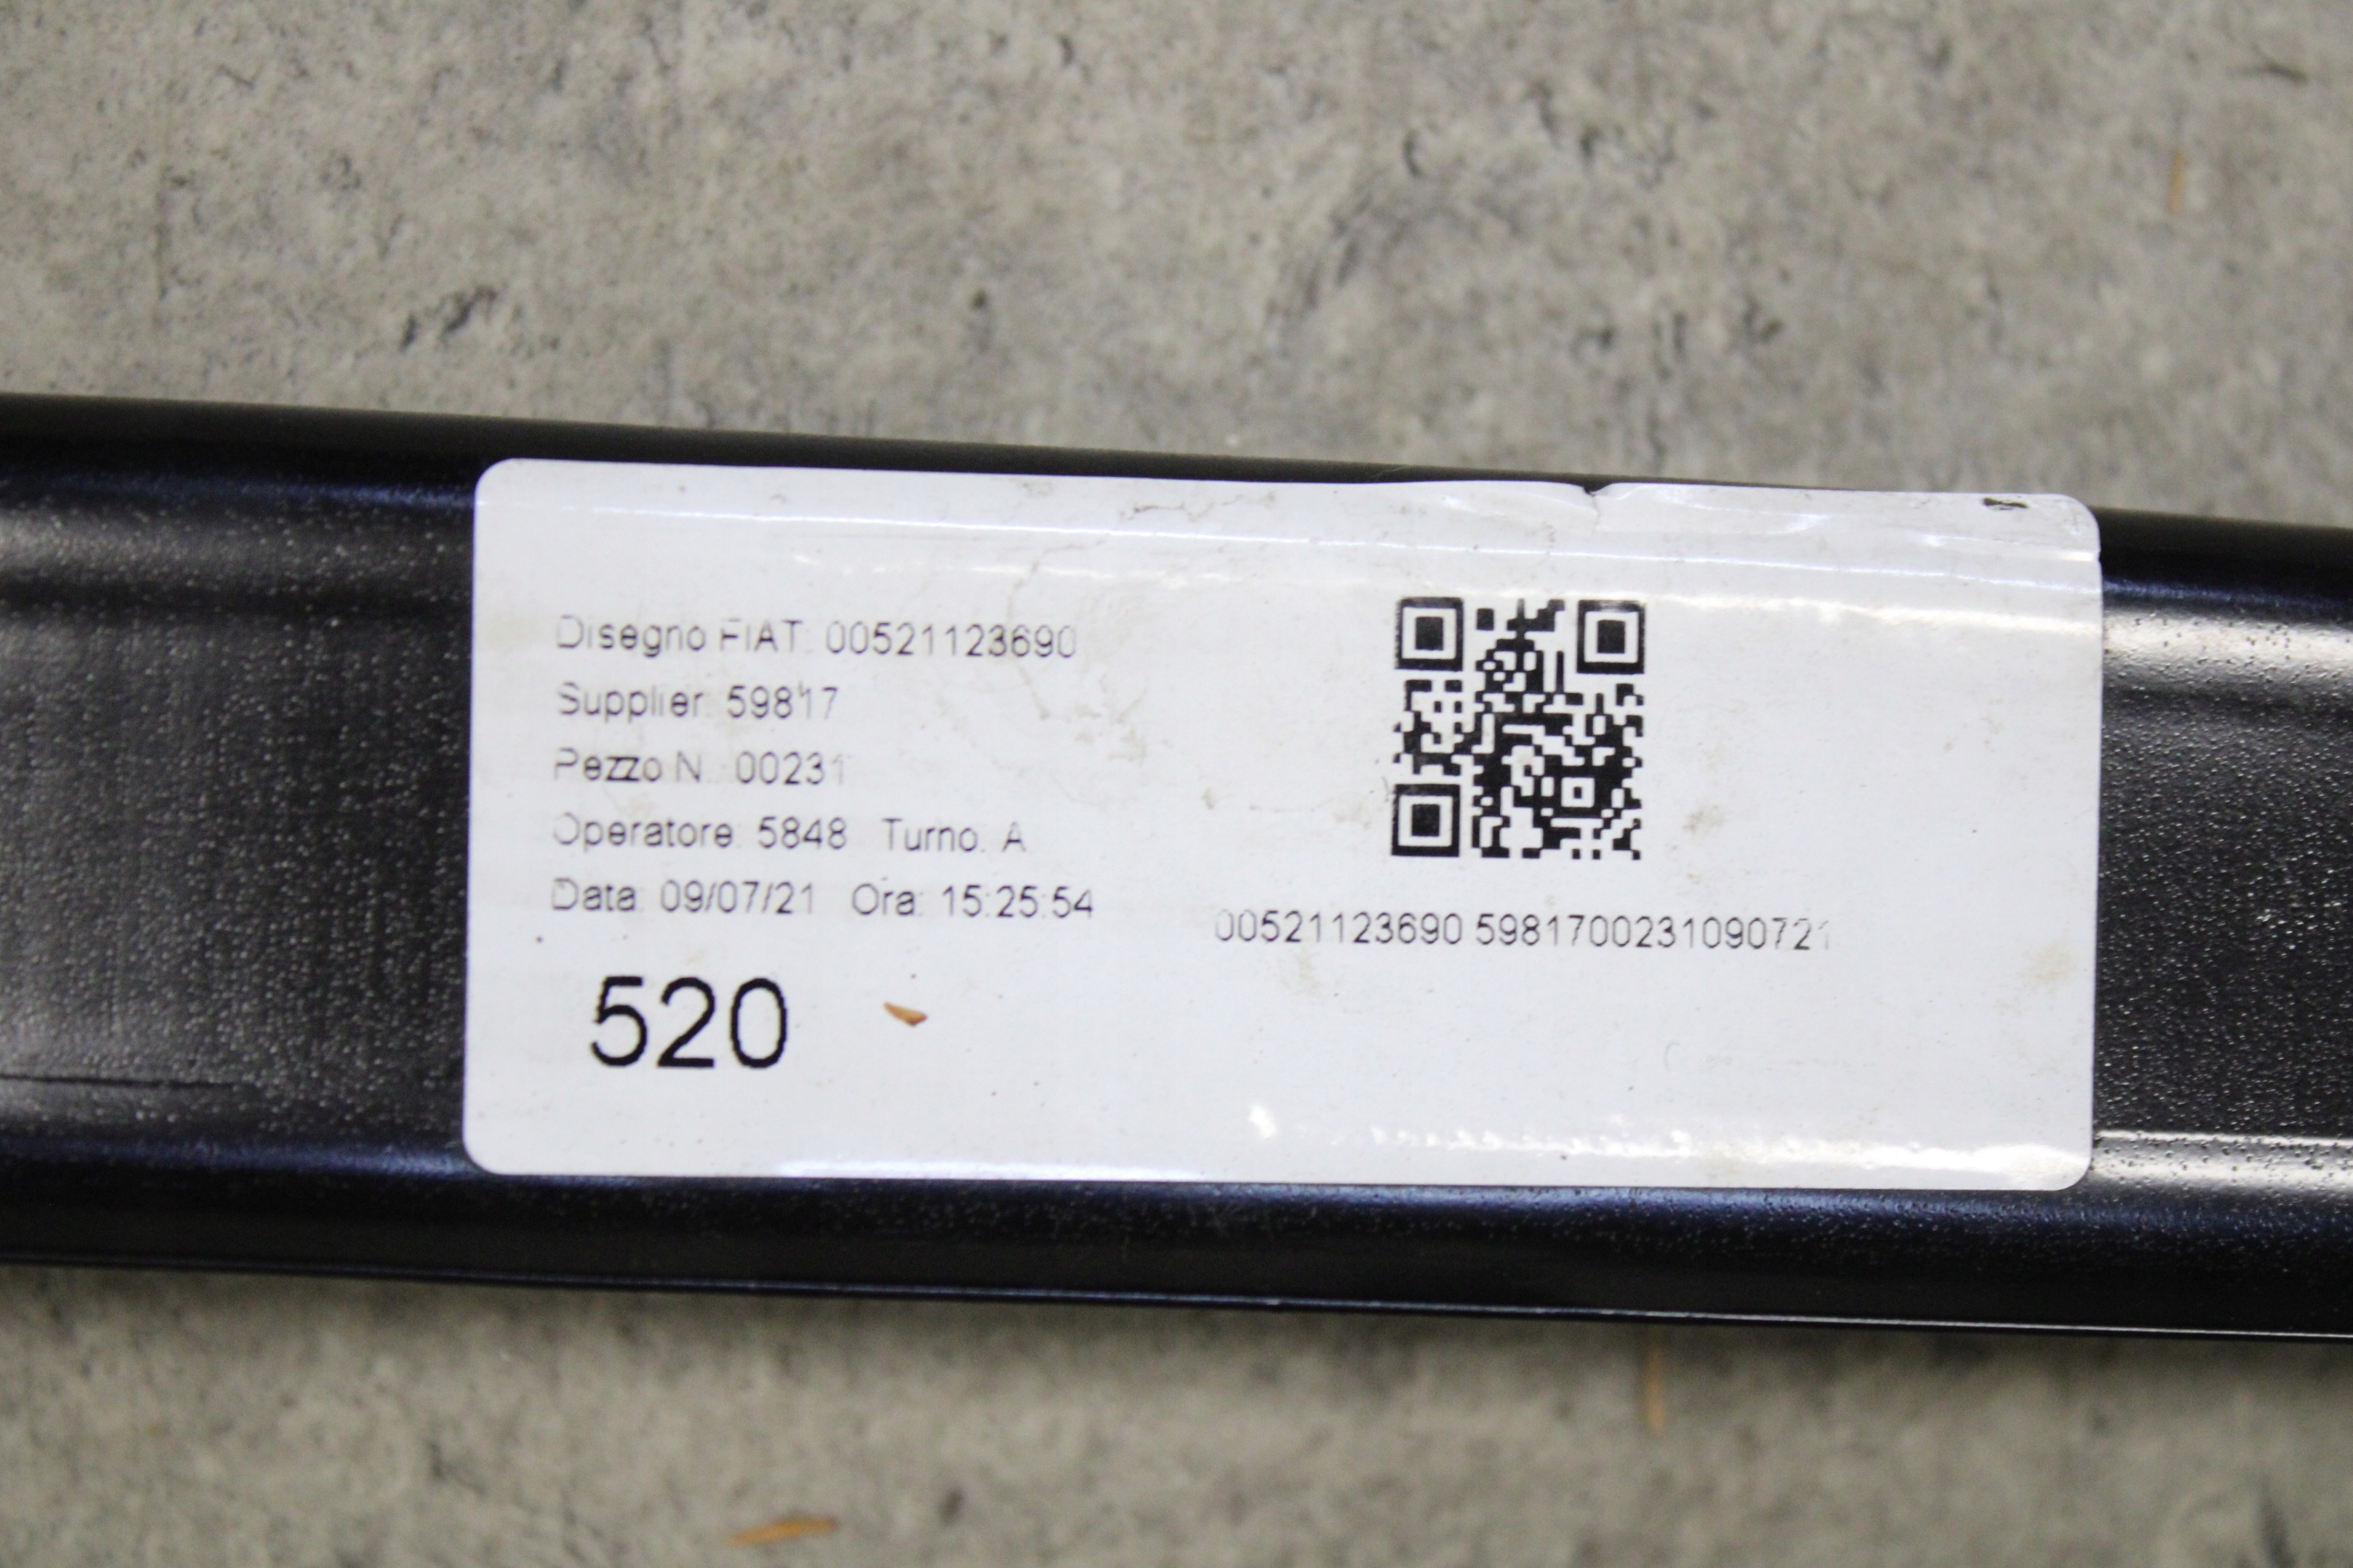 Disegno FIAT: 00521123690
Supplier: 59817
Pezzo N.: 00231
Operatore: 5848 Turno: A
Data: 09/07/21 Ora: 15:25:54
00521123690 5981700231090721
520